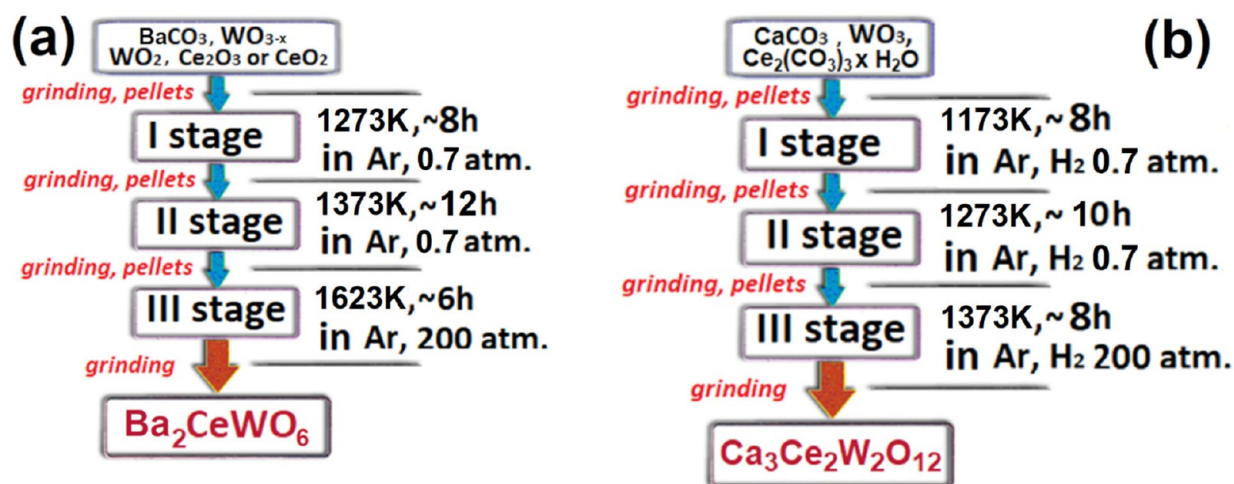 (a)
BaCO₃, WO₃₋ₓ
WO₂, Ce₂O₃ or CeO₂
grinding, pellets
I stage
1273K,~8h
in Ar, 0.7 atm.
grinding, pellets
II stage
1373K,~12h
in Ar, 0.7 atm.
grinding, pellets
III stage
1623K,~6h
in Ar, 200 atm.
grinding
Ba₂CeWO₆
(b)
CaCO₃ , WO₃,
Ce₂(CO₃)₃x H₂O
grinding, pellets
I stage
1173K,~ 8h
in Ar, H₂ 0.7 atm.
grinding, pellets
II stage
1273K,~ 10h
in Ar, H₂ 0.7 atm.
grinding, pellets
III stage
1373K,~ 8h
in Ar, H₂ 200 atm.
grinding
Ca₃Ce₂W₂O₁₂